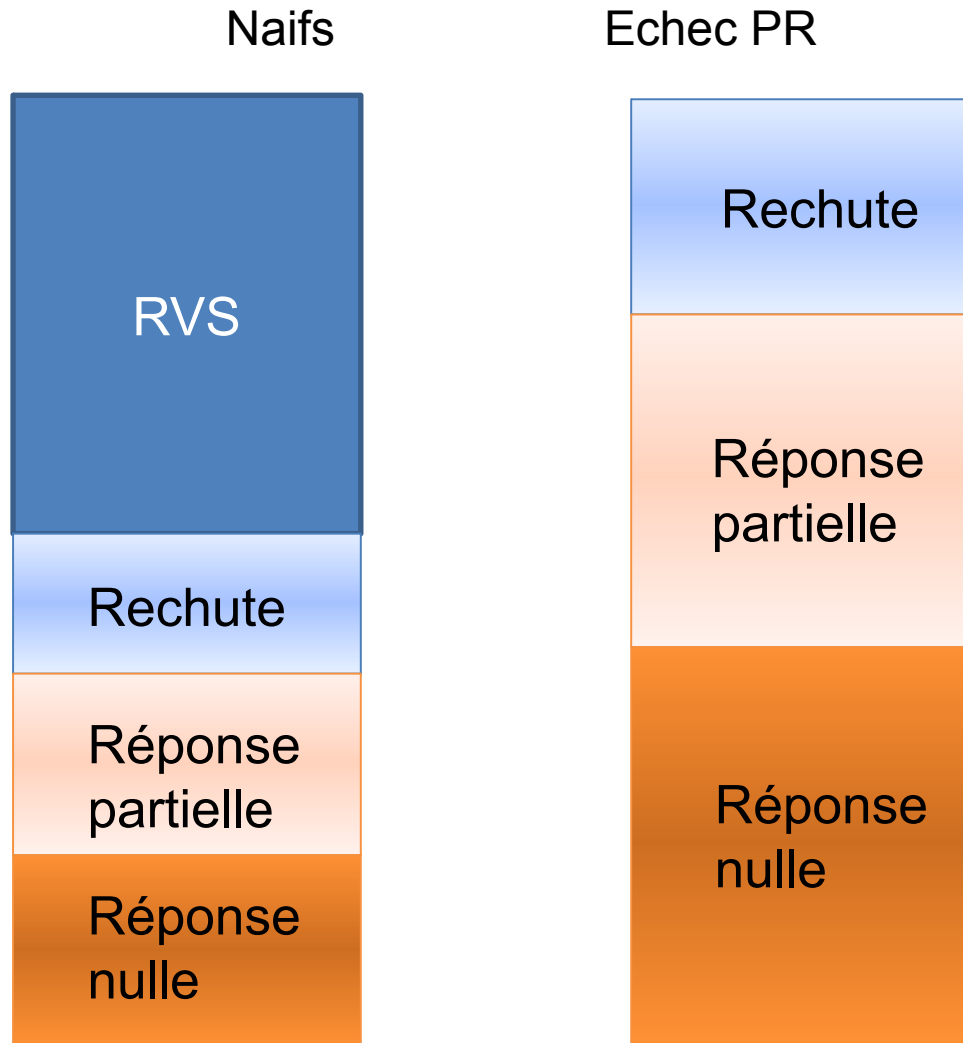 Naifs
Echec PR
RVS
Rechute
Réponse
partielle
Réponse
nulle
Rechute
Réponse
partielle
Réponse
nulle